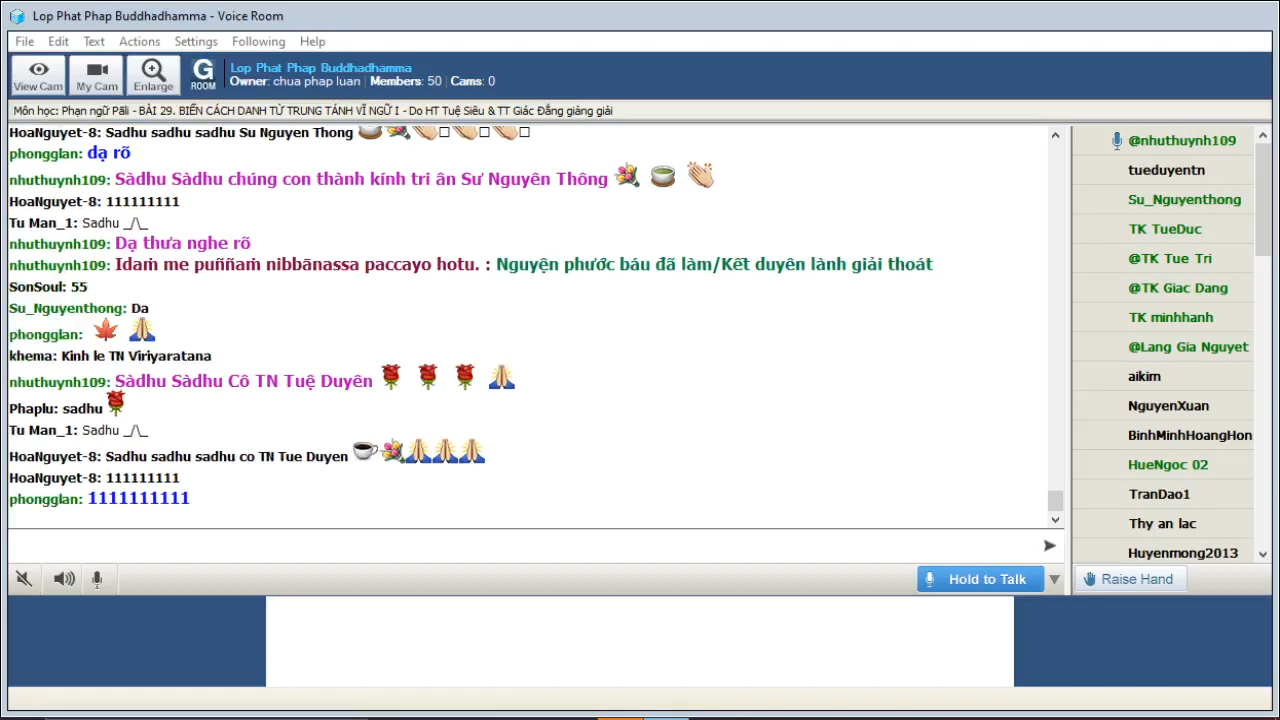 Lop Phat Phap Buddhadhamma - Voice Room
File Edit Text Actions Settings Following Help
View Cam My Cam Enlarge G ROOM
Lop Phat Phap Buddhadhamma
Owner: chua phap luan | Members: 50 | Cams: 0
Môn học: Phạn ngữ Pāli - BÀI 29. BIẾN CÁCH DANH TỪ TRUNG TÁNH VĨ NGỮ I - Do HT Tuệ Siêu & TT Giác Đẳng giảng giải
HoaNguyet-8: Sadhu sadhu sadhu Su Nguyen Thong
phongglan: dạ rõ
nhuthuynh109: Sàdhu Sàdhu chúng con thành kính tri ân Sư Nguyên Thông
HoaNguyet-8: 111111111
Tu Man_1: Sadhu _/\_
nhuthuynh109: Dạ thưa nghe rõ
nhuthuynh109: Idaṁ me puññaṁ nibbānassa paccayo hotu. : Nguyện phước báu đã làm/Kết duyên lành giải thoát
SonSoul: 55
Su_Nguyenthong: Da
phongglan:
khema: Kinh le TN Viriyaratana
nhuthuynh109: Sàdhu Sàdhu Cô TN Tuệ Duyên
Phaplu: sadhu
Tu Man_1: Sadhu _/\_
HoaNguyet-8: Sadhu sadhu sadhu co TN Tue Duyen
HoaNguyet-8: 111111111
phongglan: 1111111111
@nhuthuynh109
tueduyentn
Su_Nguyenthong
TK TueDuc
@TK Tue Tri
@TK Giac Dang
TK minhhanh
@Lang Gia Nguyet
aikim
NguyenXuan
BinhMinhHoangHon
HueNgoc 02
TranDao1
Thy an lac
Huyenmong2013
Hold to Talk
Raise Hand